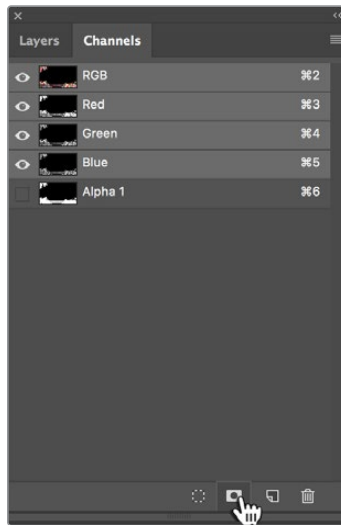 Layers Channels
RGB ⌘2
Red ⌘3
Green ⌘4
Blue ⌘5
Alpha 1 ⌘6